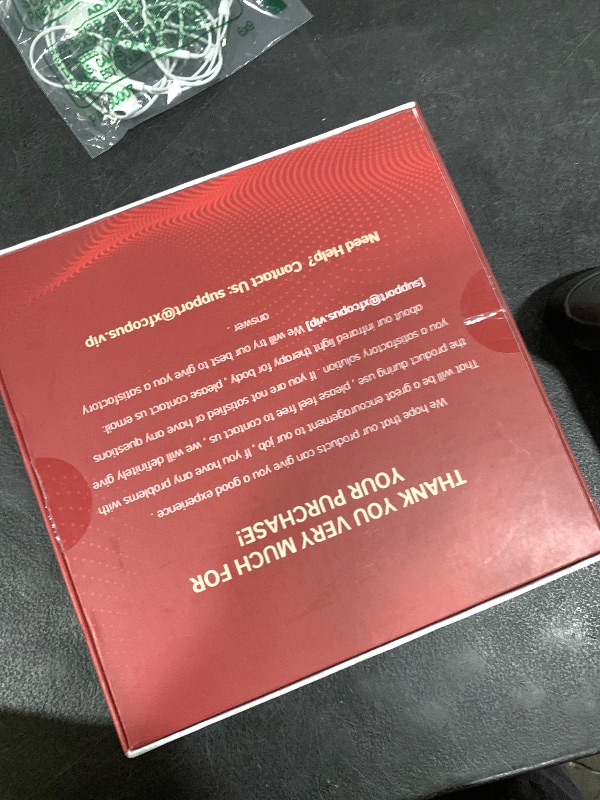 THANK YOU VERY MUCH FOR
YOUR PURCHASE!
We hope that our products can give you a good experience .
That will be a great encouragement to our job , If you have any problems with
the product during use , please feel free to contact us , we will definitely give
you a satisfactory solution . If you are not satisfied or have any questions
about our infrared light therapy for body , please contact us email:
[support@xfcopus.vip] We will try our best to give you a satisfactory
answer .
Need Help? Contact Us: support@xfcopus.vip